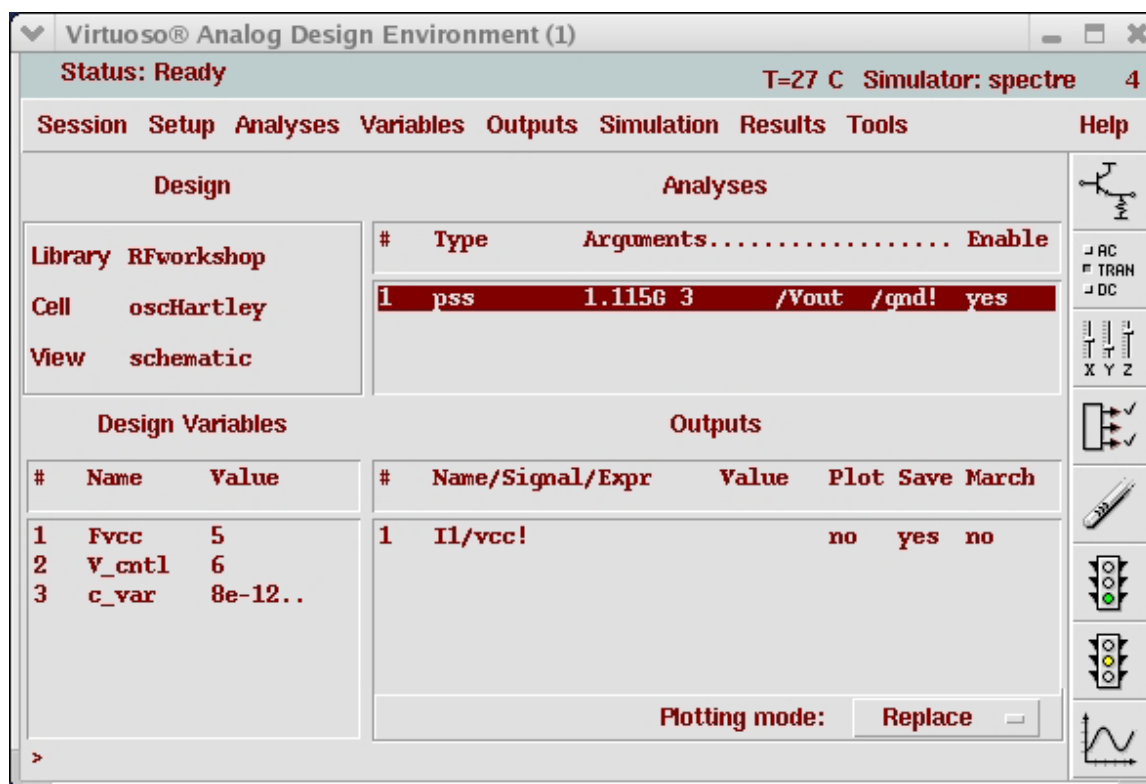 Virtuoso® Analog Design Environment (1)
Status: Ready T=27 C Simulator: spectre 4
Session Setup Analyses Variables Outputs Simulation Results Tools Help
Design
Library RFworkshop
Cell oscHartley
View schematic
Analyses
# Type Arguments................... Enable
1 pss 1.115G 3 /Vout /gnd! yes
Design Variables
# Name Value
1 Fvcc 5
2 V_cntl 6
3 c_var 8e-12..
Outputs
# Name/Signal/Expr Value Plot Save March
1 I1/vcc! no yes no
Plotting mode: Replace
AC
TRAN
DC
X Y Z
>